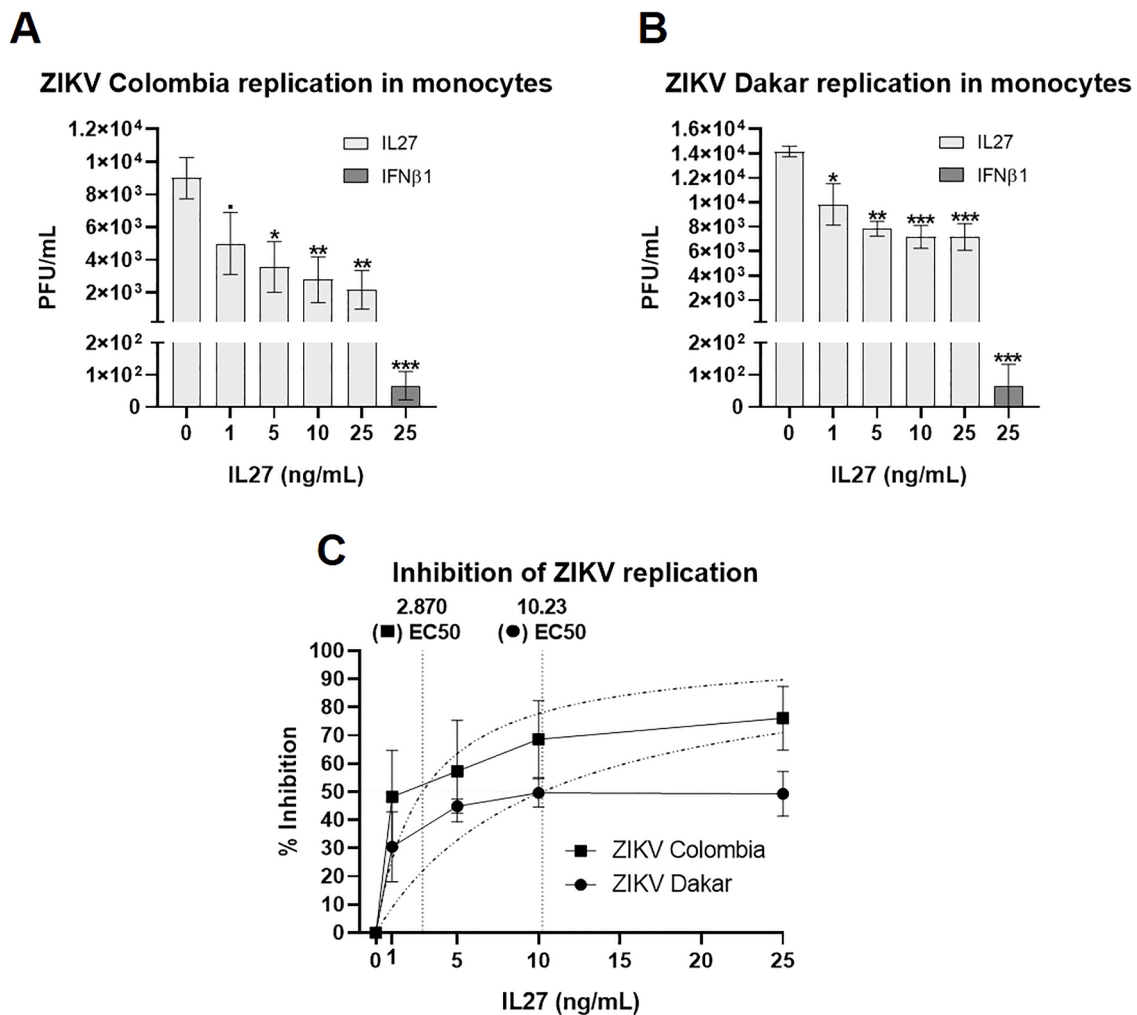 A
ZIKV Colombia replication in monocytes
1.2×10⁴
1×10⁴
8×10³
6×10³
4×10³
2×10³
2×10²
1×10²
0
PFU/mL
IL27
IFNβ1
.
*
**
**
***
0 1 5 10 25 25
IL27 (ng/mL)
B
ZIKV Dakar replication in monocytes
1.6×10⁴
1.4×10⁴
1.2×10⁴
1×10⁴
8×10³
6×10³
4×10³
2×10³
2×10²
1×10²
0
PFU/mL
IL27
IFNβ1
*
**
***
***
***
0 1 5 10 25 25
IL27 (ng/mL)
C
Inhibition of ZIKV replication
2.870 10.23
(■) EC50 (●) EC50
100
90
80
70
60
50
40
30
20
10
0
% Inhibition
ZIKV Colombia
ZIKV Dakar
0 1 5 10 15 20 25
IL27 (ng/mL)